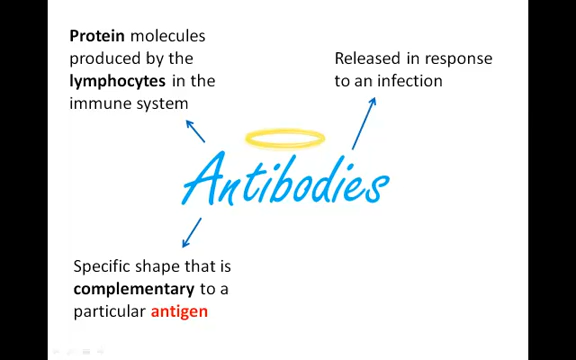 Protein molecules
produced by the
lymphocytes in the
immune system
Released in response
to an infection
Antibodies
Specific shape that is
complementary to a
particular antigen